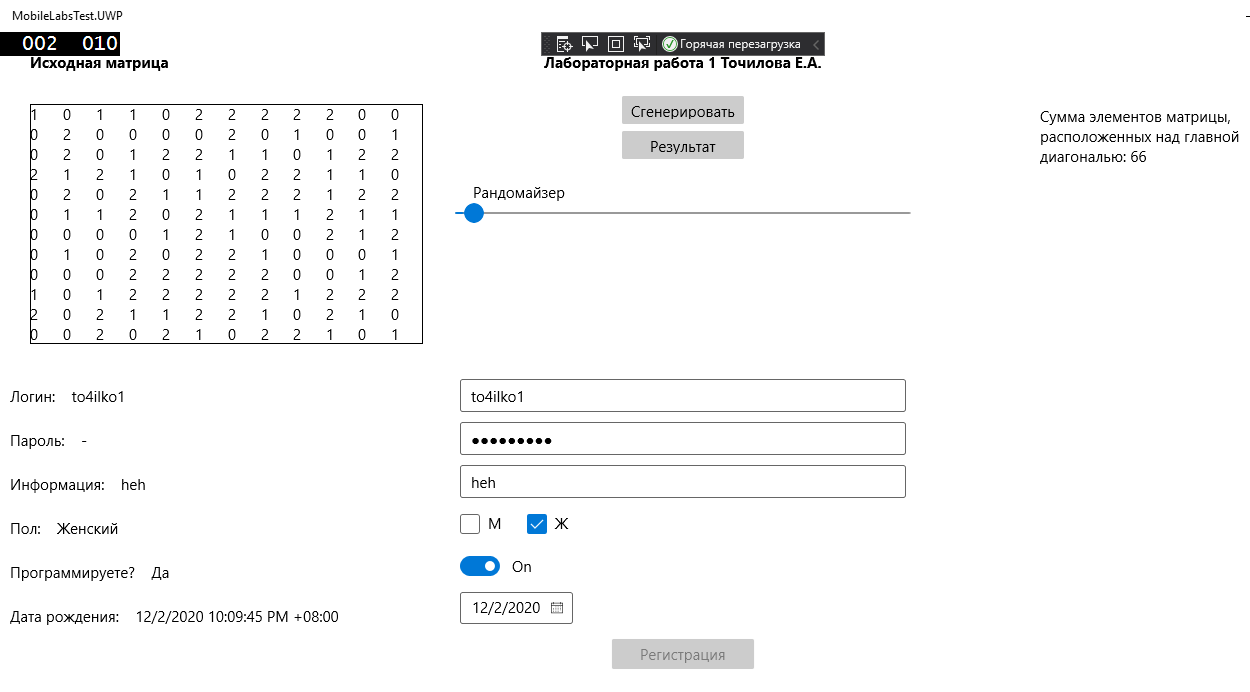 MobileLabsTest.UWP
002 010
Горячая перезагрузка
Исходная матрица
Лабораторная работа 1 Точилова Е.А.
1 0 1 1 0 2 2 2 2 2 0 0
0 2 0 0 0 0 2 0 1 0 0 1
0 2 0 1 2 2 1 1 0 1 2 2
2 1 2 1 0 1 0 2 2 1 1 0
0 2 0 2 1 1 2 2 2 1 2 2
0 1 1 2 0 2 1 1 1 2 1 1
0 0 0 0 1 2 1 0 0 2 1 2
0 1 0 2 0 2 2 1 0 0 0 1
0 0 0 2 2 2 2 2 0 0 1 2
1 0 1 2 2 2 2 2 1 2 2 2
2 0 2 1 1 2 2 1 0 2 1 0
0 0 2 0 2 1 0 2 2 1 0 1
Сгенерировать
Результат
Рандомайзер
Сумма элементов матрицы,
расположенных над главной
диагональю: 66
Логин: to4ilko1
to4ilko1
Пароль: -
●●●●●●●●●
Информация: heh
heh
Пол: Женский
М Ж
Программируете? Да
On
Дата рождения: 12/2/2020 10:09:45 PM +08:00
12/2/2020
Регистрация